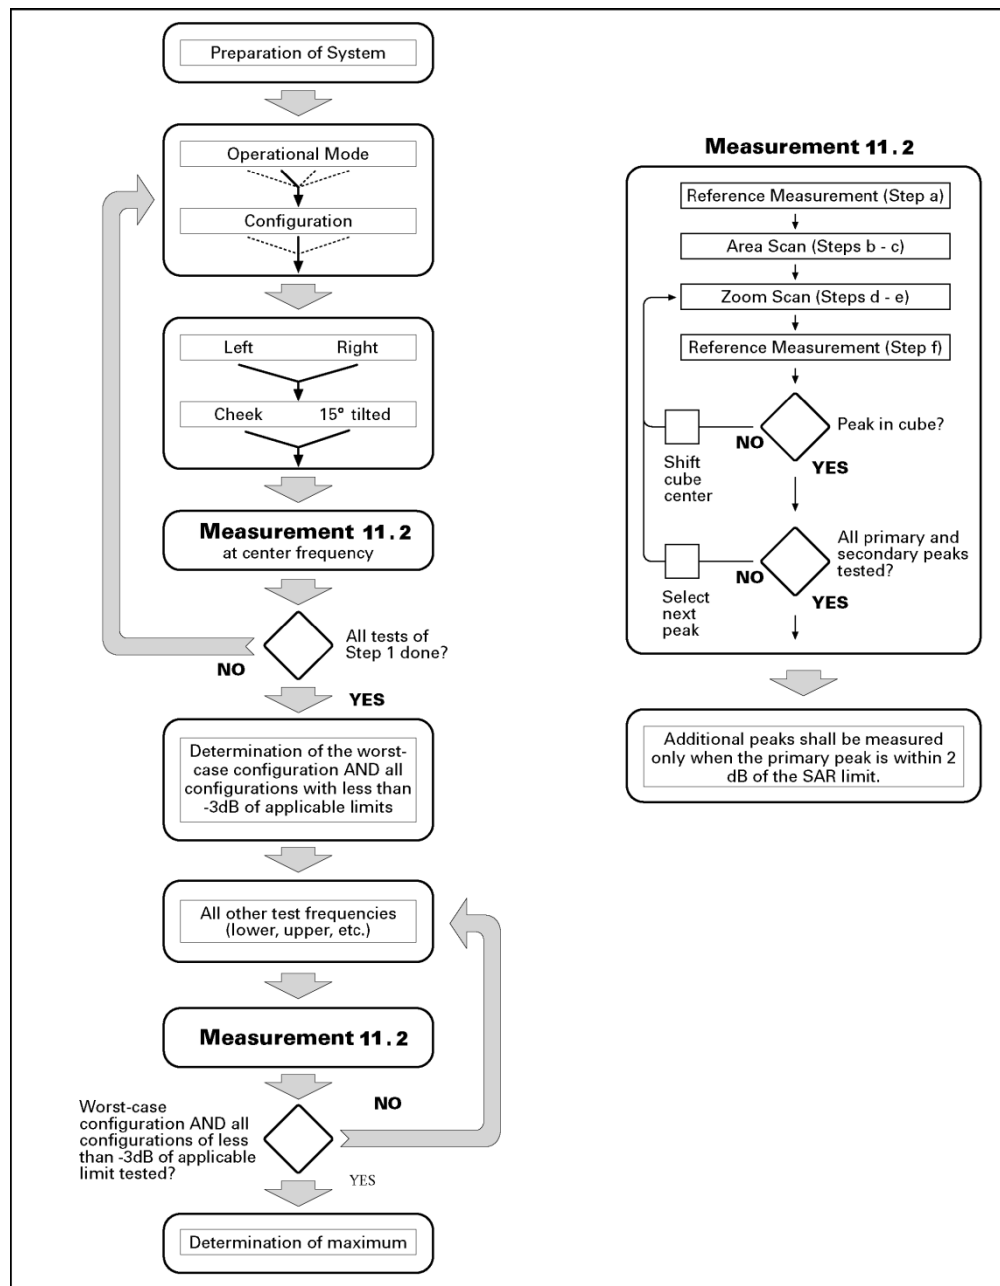 Preparation of System
Operational Mode
Configuration
Left Right
Cheek 15° tilted
Measurement 11.2
at center frequency
All tests of
Step 1 done?
NO
YES
Determination of the worst-
case configuration AND all
configurations with less than
-3dB of applicable limits
All other test frequencies
(lower, upper, etc.)
Measurement 11.2
Worst-case
configuration AND all
configurations of less
than -3dB of applicable
limit tested?
NO
YES
Determination of maximum
Measurement 11.2
Reference Measurement (Step a)
Area Scan (Steps b - c)
Zoom Scan (Steps d - e)
Reference Measurement (Step f)
Peak in cube?
NO
YES
Shift
cube
center
All primary and
secondary peaks
tested?
NO
YES
Select
next
peak
Additional peaks shall be measured
only when the primary peak is within 2
dB of the SAR limit.